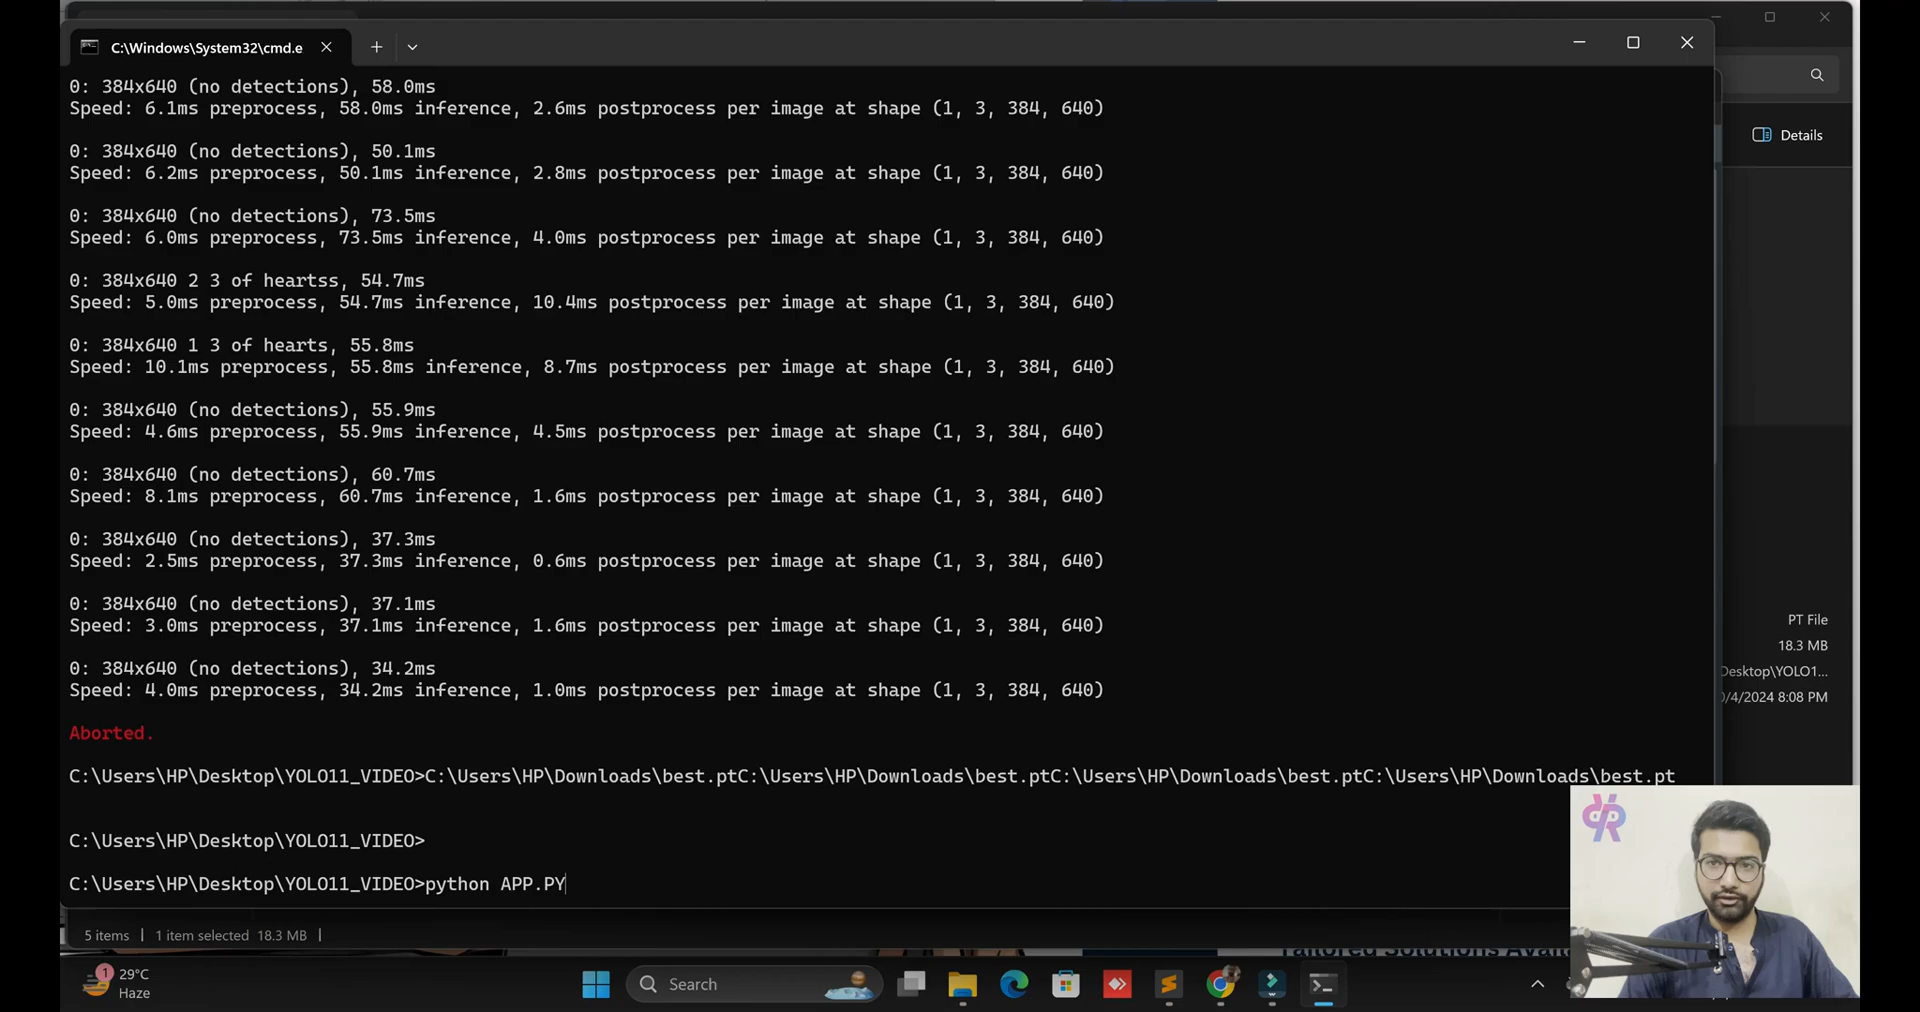 C:\Windows\System32\cmd.e
0: 384x640 (no detections), 58.0ms
Speed: 6.1ms preprocess, 58.0ms inference, 2.6ms postprocess per image at shape (1, 3, 384, 640)
0: 384x640 (no detections), 50.1ms
Speed: 6.2ms preprocess, 50.1ms inference, 2.8ms postprocess per image at shape (1, 3, 384, 640)
0: 384x640 (no detections), 73.5ms
Speed: 6.0ms preprocess, 73.5ms inference, 4.0ms postprocess per image at shape (1, 3, 384, 640)
0: 384x640 2 3 of heartss, 54.7ms
Speed: 5.0ms preprocess, 54.7ms inference, 10.4ms postprocess per image at shape (1, 3, 384, 640)
0: 384x640 1 3 of hearts, 55.8ms
Speed: 10.1ms preprocess, 55.8ms inference, 8.7ms postprocess per image at shape (1, 3, 384, 640)
0: 384x640 (no detections), 55.9ms
Speed: 4.6ms preprocess, 55.9ms inference, 4.5ms postprocess per image at shape (1, 3, 384, 640)
0: 384x640 (no detections), 60.7ms
Speed: 8.1ms preprocess, 60.7ms inference, 1.6ms postprocess per image at shape (1, 3, 384, 640)
0: 384x640 (no detections), 37.3ms
Speed: 2.5ms preprocess, 37.3ms inference, 0.6ms postprocess per image at shape (1, 3, 384, 640)
0: 384x640 (no detections), 37.1ms
Speed: 3.0ms preprocess, 37.1ms inference, 1.6ms postprocess per image at shape (1, 3, 384, 640)
0: 384x640 (no detections), 34.2ms
Speed: 4.0ms preprocess, 34.2ms inference, 1.0ms postprocess per image at shape (1, 3, 384, 640)
Aborted.
C:\Users\HP\Desktop\YOLO11_VIDEO>C:\Users\HP\Downloads\best.ptC:\Users\HP\Downloads\best.ptC:\Users\HP\Downloads\best.ptC:\Users\HP\Downloads\best.pt
C:\Users\HP\Desktop\YOLO11_VIDEO>
C:\Users\HP\Desktop\YOLO11_VIDEO>python APP.PY
Details
PT File
18.3 MB
Desktop\YOLO1...
/4/2024 8:08 PM
5 items | 1 item selected 18.3 MB |
1
29°C
Haze
Search